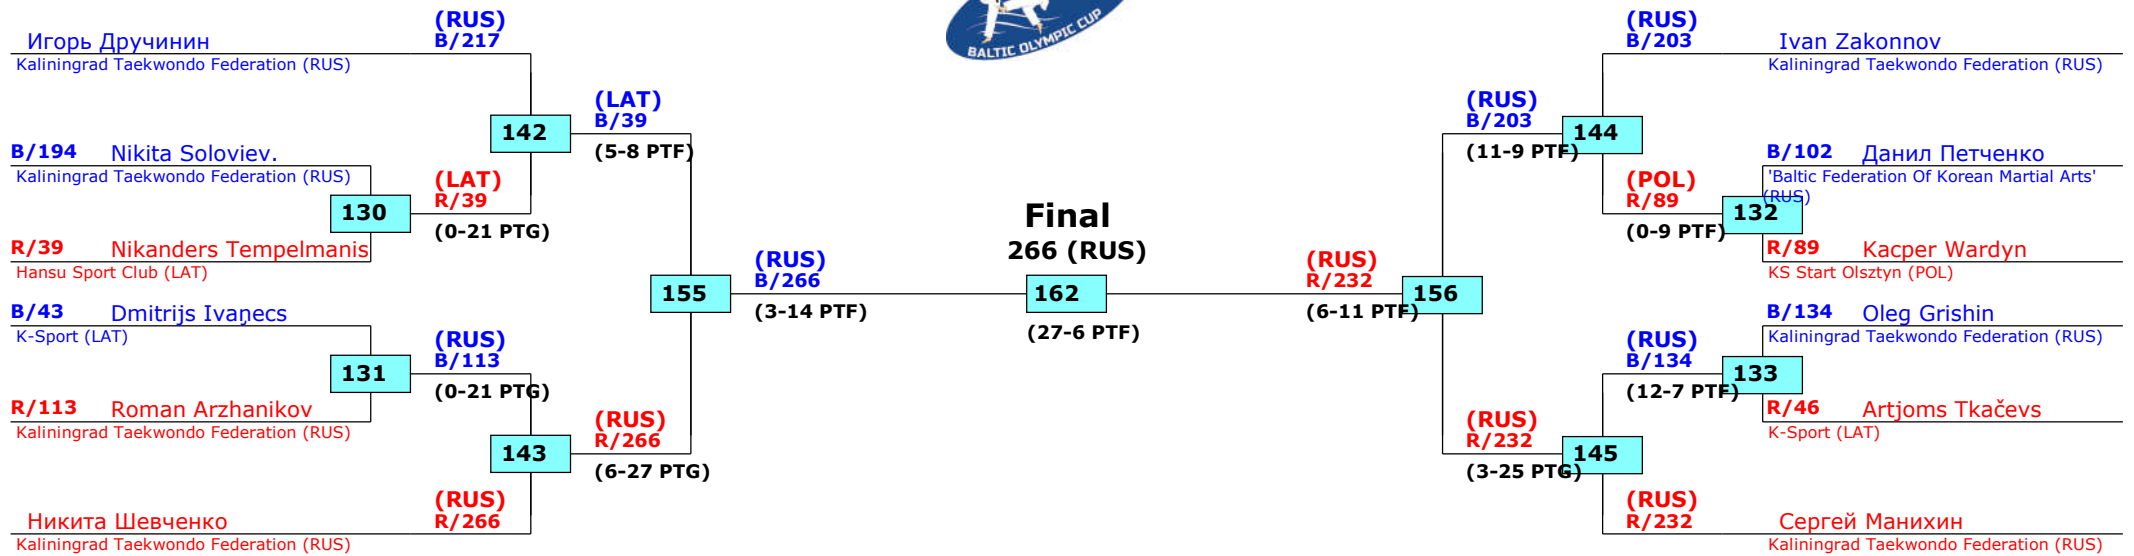 BALTIC OLYMPIC CUP
(RUS)
B/217
Игорь Дручинин
Kaliningrad Taekwondo Federation (RUS)
142
(LAT)
B/39
(5-8 PTF)
B/194 Nikita Soloviev.
Kaliningrad Taekwondo Federation (RUS)
130
(LAT)
R/39
(0-21 PTG)
R/39 Nikanders Tempelmanis
Hansu Sport Club (LAT)
155
(RUS)
B/266
(3-14 PTF)
B/43 Dmitrijs Ivaņecs
K-Sport (LAT)
131
(RUS)
B/113
(0-21 PTG)
R/113 Roman Arzhanikov
Kaliningrad Taekwondo Federation (RUS)
143
(RUS)
R/266
(6-27 PTG)
(RUS)
R/266
Никита Шевченко
Kaliningrad Taekwondo Federation (RUS)
Final
266 (RUS)
162
(27-6 PTF)
(RUS)
B/203
Ivan Zakonnov
Kaliningrad Taekwondo Federation (RUS)
(RUS)
B/203
(11-9 PTF)
144
B/102 Данил Петченко
'Baltic Federation Of Korean Martial Arts'
(RUS)
(POL)
R/89
(0-9 PTF)
132
R/89 Kacper Wardyn
KS Start Olsztyn (POL)
(RUS)
R/232
(6-11 PTF)
156
B/134 Oleg Grishin
Kaliningrad Taekwondo Federation (RUS)
(RUS)
B/134
(12-7 PTF)
133
R/46 Artjoms Tkačevs
K-Sport (LAT)
(RUS)
R/232
(3-25 PTG)
145
(RUS)
R/232
Сергей Манихин
Kaliningrad Taekwondo Federation (RUS)